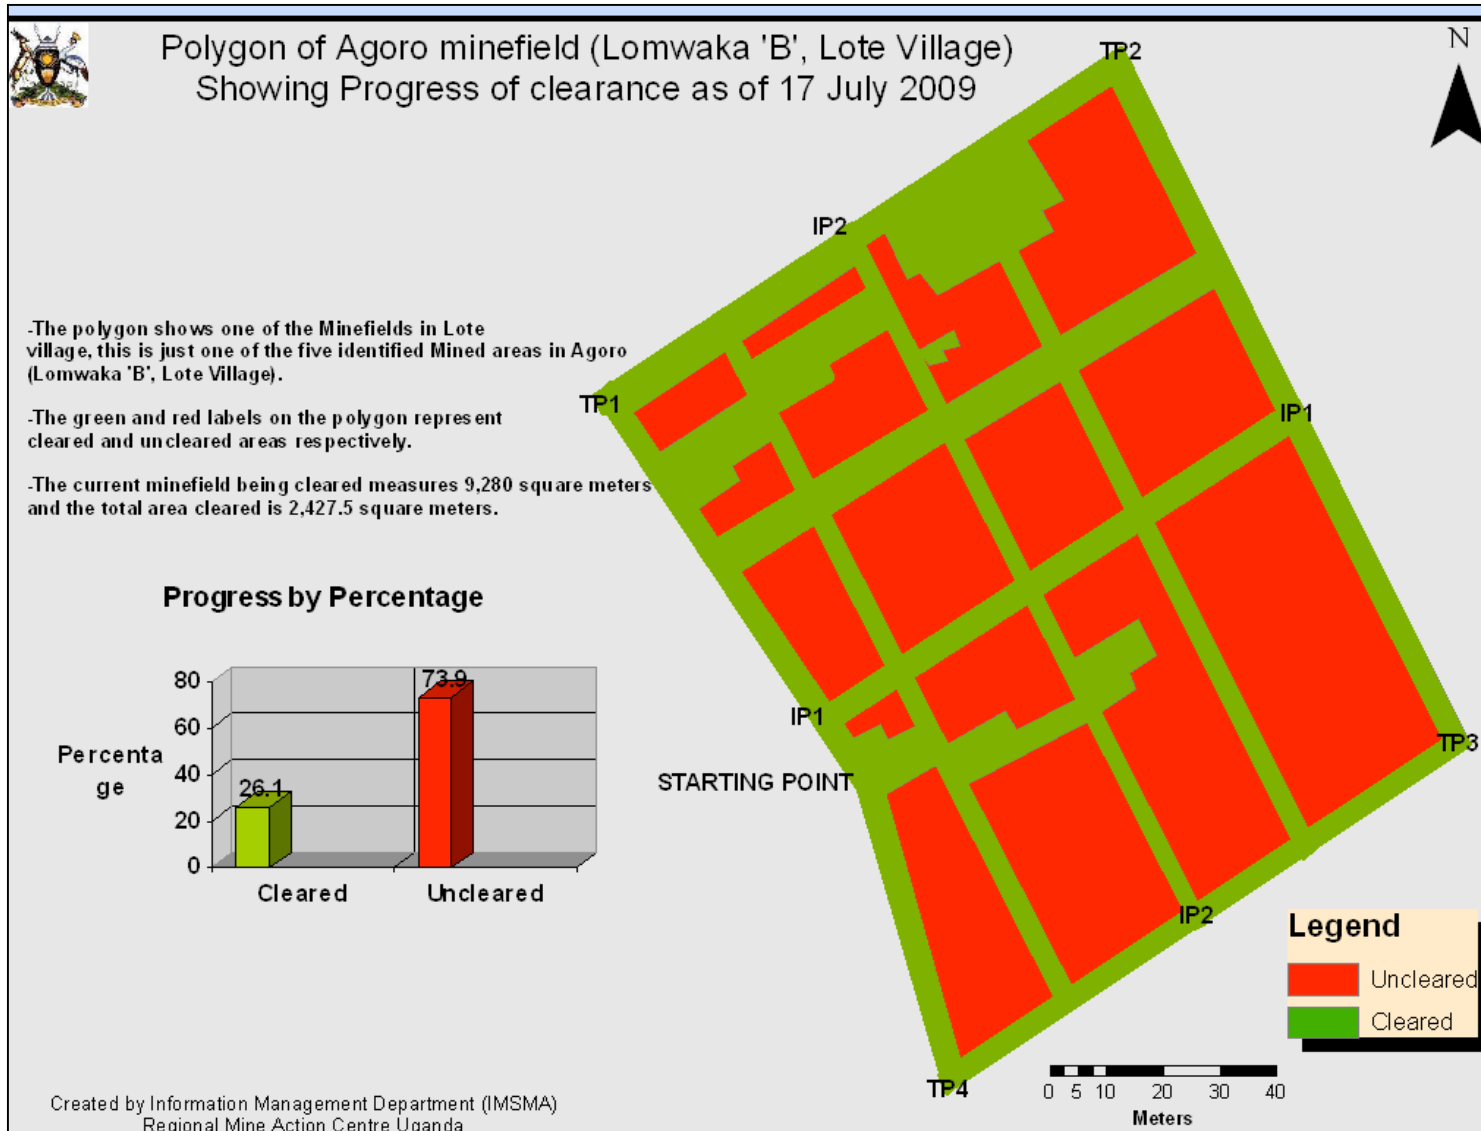 Polygon of Agoro minefield (Lomwaka 'B', Lote Village)
Showing Progress of clearance as of 17 July 2009
N
TP2
IP2
-The polygon shows one of the Minefields in Lote
village, this is just one of the five identified Mined areas in Agoro
(Lomwaka 'B', Lote Village).
TP1
IP1
-The green and red labels on the polygon represent
cleared and uncleared areas respectively.
-The current minefield being cleared measures 9,280 square meters
and the total area cleared is 2,427.5 square meters.
Progress by Percentage
80
60
40
20
0
Percenta
ge
26.1
73.9
Cleared
Uncleared
IP1
STARTING POINT
TP3
IP2
TP4
Legend
Uncleared
Cleared
0 5 10 20 30 40
Meters
Created by Information Management Department (IMSMA)
Regional Mine Action Centre Uganda